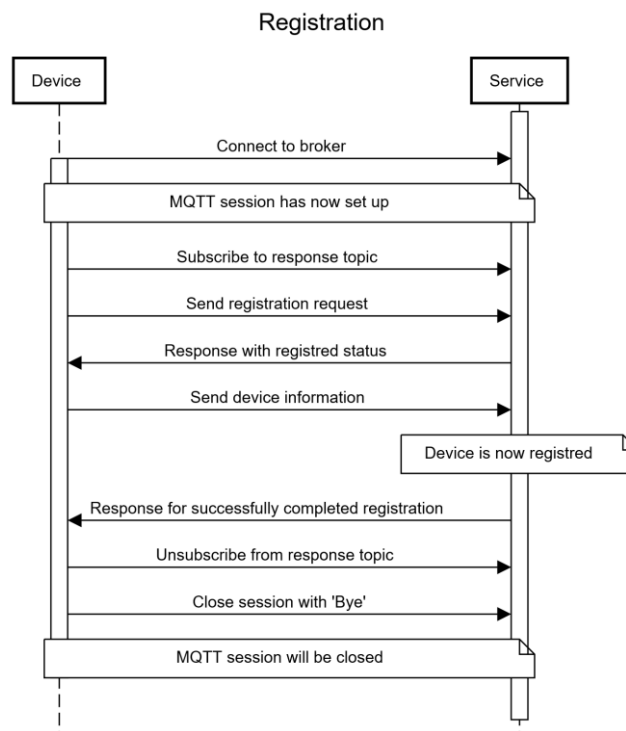 Registration
Device
Service
Connect to broker
MQTT session has now set up
Subscribe to response topic
Send registration request
Response with registred status
Send device information
Device is now registred
Response for successfully completed registration
Unsubscribe from response topic
Close session with 'Bye'
MQTT session will be closed